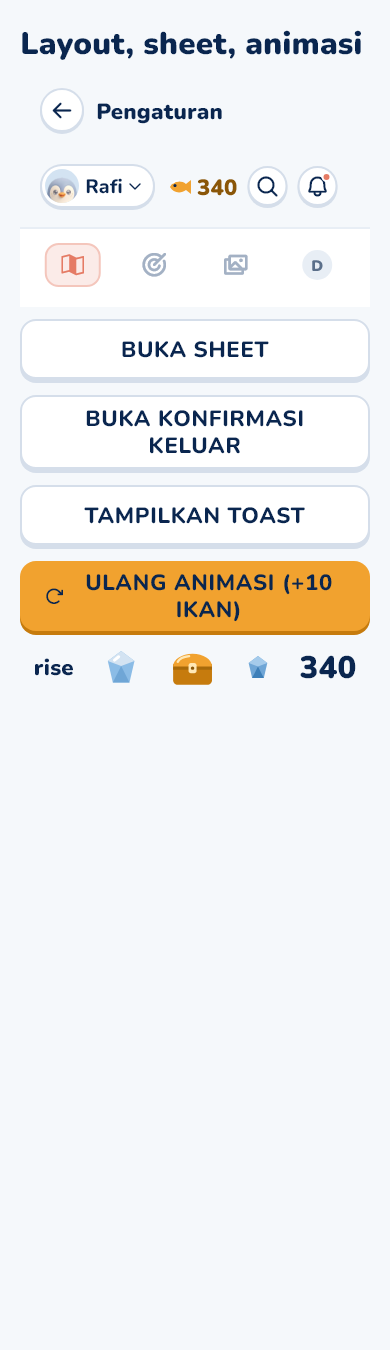 Layout, sheet, animasi
Pengaturan
Rafi
340
D
BUKA SHEET
BUKA KONFIRMASI
KELUAR
TAMPILKAN TOAST
ULANG ANIMASI (+10
IKAN)
rise
340